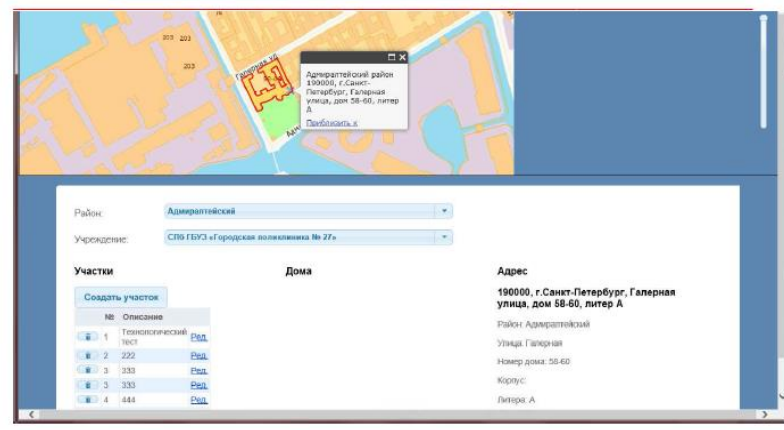 203 203
203
Галерная ул
Адмиралтейский район
190000, г.Санкт-
Петербург, Галерная
улица, дом 58-60, литер
А
Приблизить к
Район:
Адмиралтейский
Учреждение:
СПб ГБУЗ «Городская поликлиника № 27»
Участки
Дома
Адрес
Создать участок
190000, г.Санкт-Петербург, Галерная
улица, дом 58-60, литер А
№ Описание
1 Технологический
тест Ред.
Район: Адмиралтейский
2 222 Ред.
Улица: Галерная
3 333 Ред.
Номер дома: 58-60
3 333 Ред.
Корпус:
4 444 Ред.
Литера: А